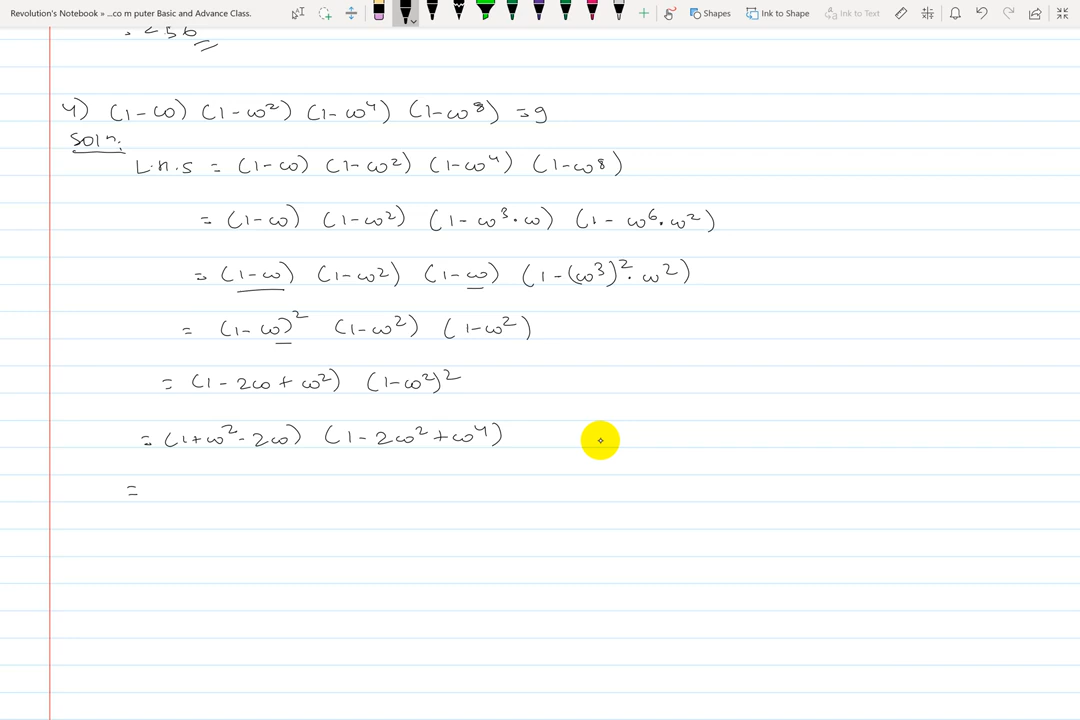 Revolution's Notebook » ...co m puter Basic and Advance Class.
Shapes
Ink to Shape
Ink to Text
= 256
4) (1-ω) (1-ω²) (1-ω⁴) (1-ω⁸) = 9
Soln:
L.H.S = (1-ω) (1-ω²) (1-ω⁴) (1-ω⁸)
= (1-ω) (1-ω²) (1-ω³·ω) (1-ω⁶·ω²)
= (1-ω) (1-ω²) (1-ω) (1-(ω³)²·ω²)
= (1-ω)² (1-ω²) (1-ω²)
= (1-2ω+ω²) (1-ω²)²
= (1+ω²-2ω) (1-2ω²+ω⁴)
=